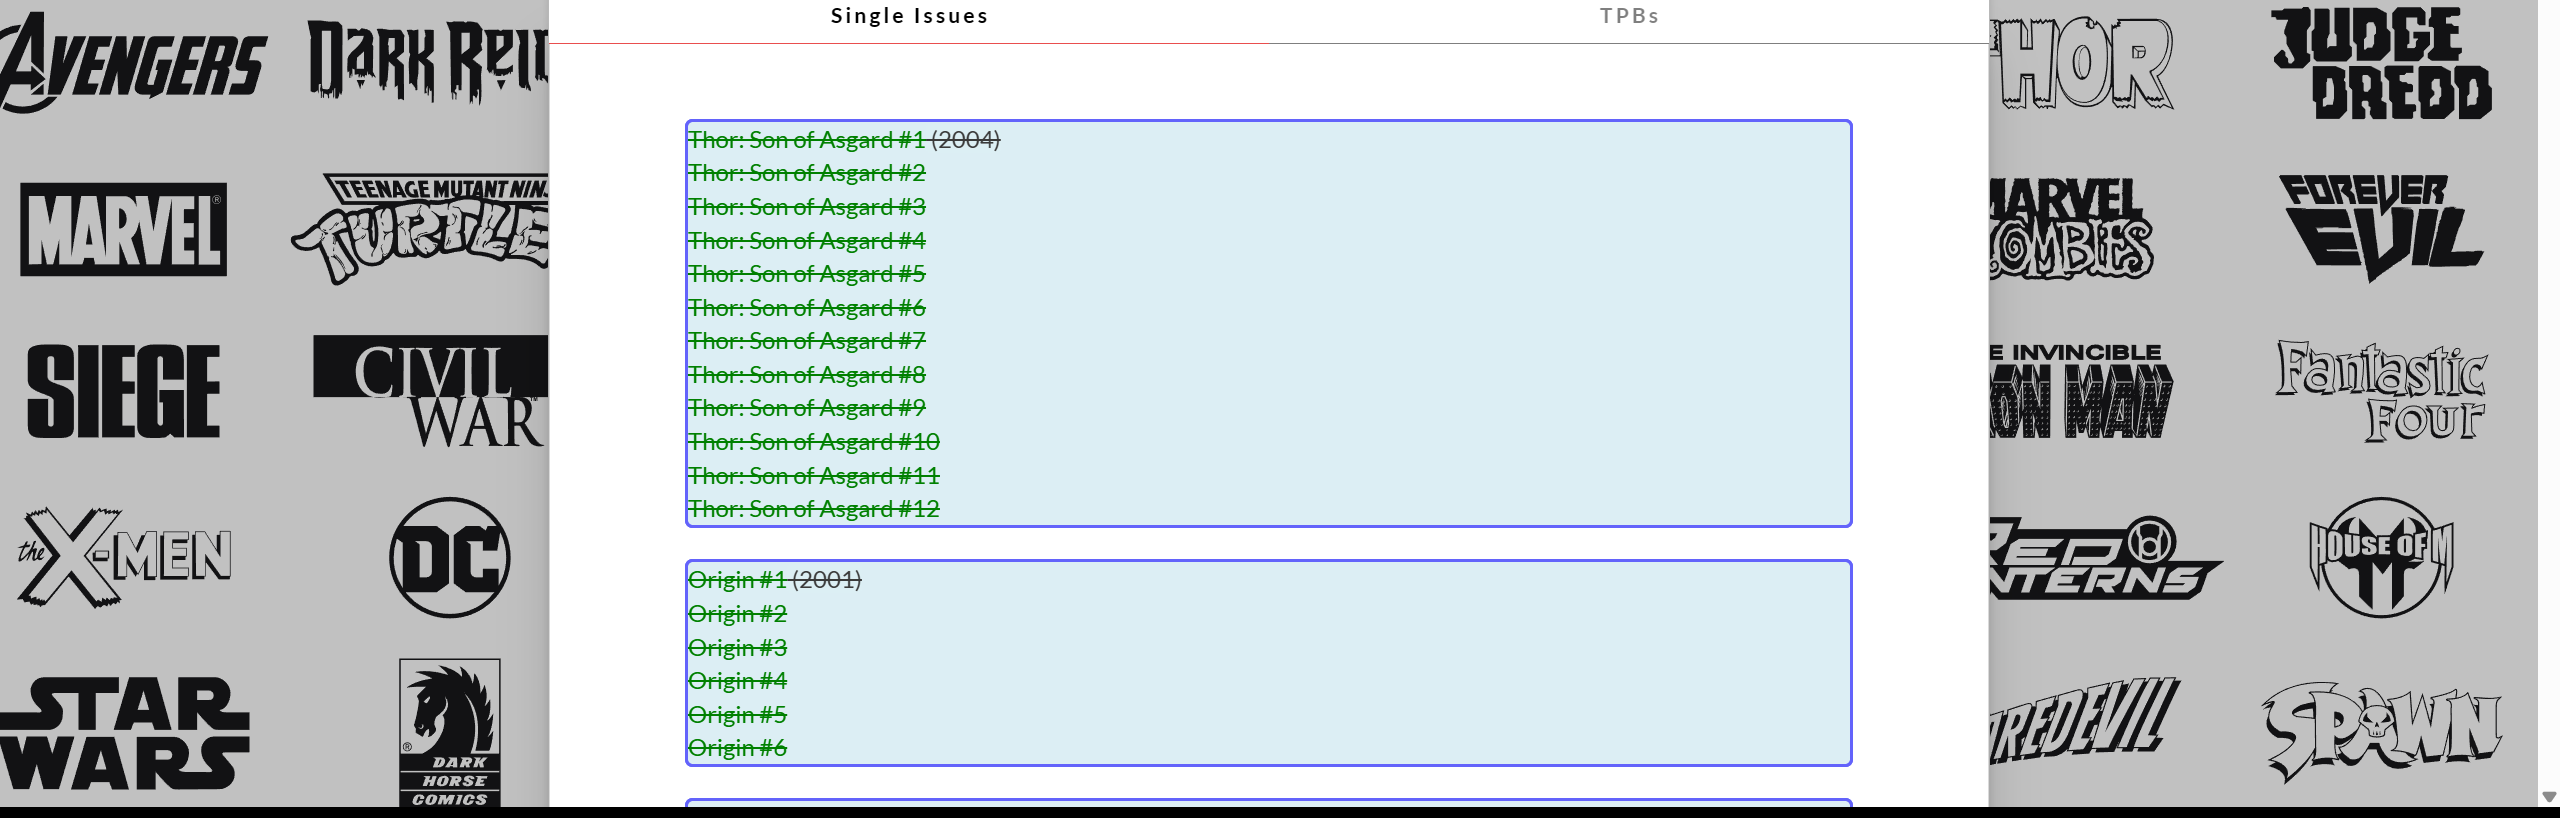 Single Issues
TPBs
Thor: Son of Asgard #1 (2004)
Thor: Son of Asgard #2
Thor: Son of Asgard #3
Thor: Son of Asgard #4
Thor: Son of Asgard #5
Thor: Son of Asgard #6
Thor: Son of Asgard #7
Thor: Son of Asgard #8
Thor: Son of Asgard #9
Thor: Son of Asgard #10
Thor: Son of Asgard #11
Thor: Son of Asgard #12
Origin #1 (2001)
Origin #2
Origin #3
Origin #4
Origin #5
Origin #6
AVENGERS
DARK REI
MARVEL®
TEENAGE MUTANT NIN
TURTLE
SIEGE
CIVIL
WAR™
the X-MEN
DC
STAR
WARS
®
DARK
HORSE
COMICS
HOR
JUDGE
DREDD
MARVEL
ZOMBIES
FOREVER
EVIL
E INVINCIBLE
ON MAN
Fantastic
Four
RED
NTERNS
HOUSE OF M
AREDEVIL
SPAWN